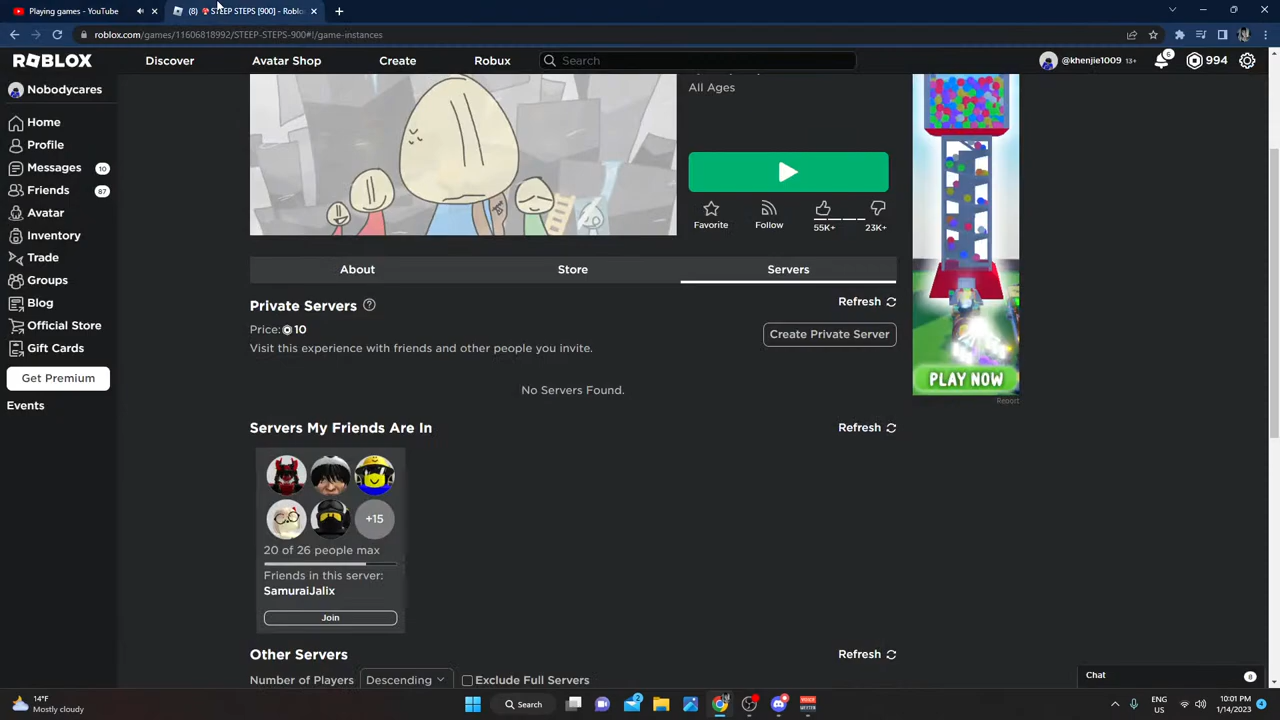 Playing games - YouTube
(8) STEEP STEPS [900] - Roblo
roblox.com/games/11606818992/STEEP-STEPS-900#!/game-instances
ROBLOX
Discover
Avatar Shop
Create
Robux
Search
@khenjie1009 13+
6
994
Nobodycares
Home
Profile
Messages 10
Friends 87
Avatar
Inventory
Trade
Groups
Blog
Official Store
Gift Cards
Get Premium
Events
All Ages
Favorite
Follow
55K+
23K+
About
Store
Servers
Private Servers
Refresh
Price: 10
Create Private Server
Visit this experience with friends and other people you invite.
No Servers Found.
PLAY NOW
Report
Servers My Friends Are In
Refresh
+15
20 of 26 people max
Friends in this server:
SamuraiJalix
Join
Other Servers
Refresh
Number of Players
Descending
Exclude Full Servers
Chat
8
14°F
Mostly cloudy
Search
2
ENG
US
10:01 PM
1/14/2023